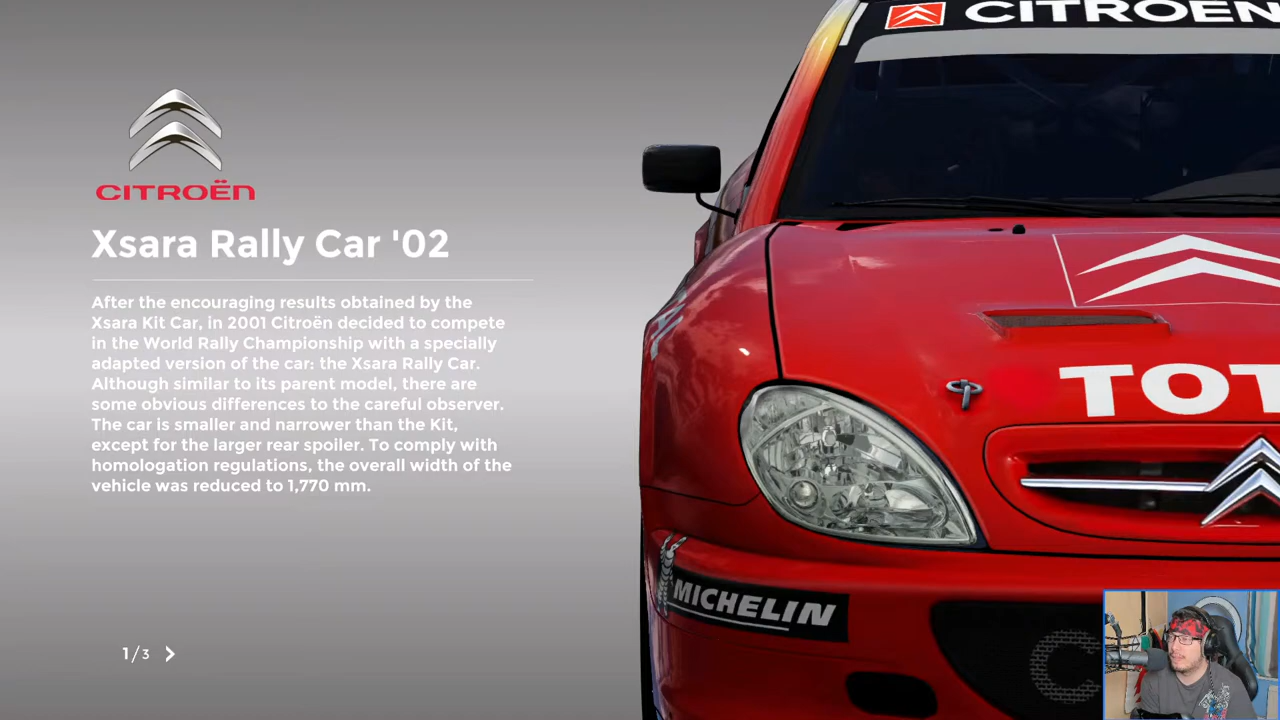 CITROËN
CITROËN
Xsara Rally Car '02
After the encouraging results obtained by the
Xsara Kit Car, in 2001 Citroën decided to compete
in the World Rally Championship with a specially
adapted version of the car: the Xsara Rally Car.
Although similar to its parent model, there are
some obvious differences to the careful observer.
The car is smaller and narrower than the Kit,
except for the larger rear spoiler. To comply with
homologation regulations, the overall width of the
vehicle was reduced to 1,770 mm.
TOT
MICHELIN
1/3